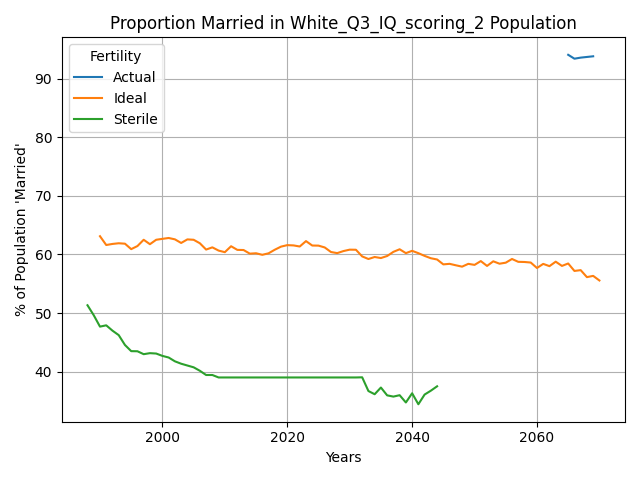 Proportion Married in White_Q3_IQ_scoring_2 Population
Fertility
Actual
Ideal
Sterile
% of Population 'Married'
90
80
70
60
50
40
2000
2020
2040
2060
Years